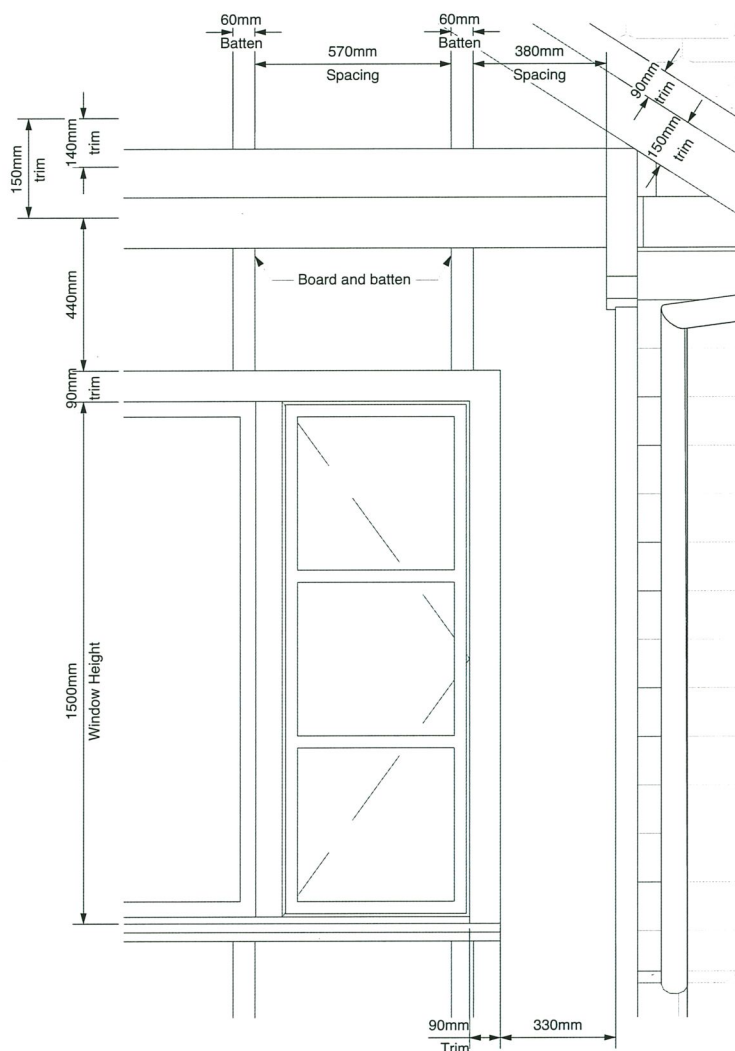 60mm
Batten
60mm
Batten
570mm
Spacing
380mm
Spacing
90mm
trim
150mm
trim
150mm
trim
140mm
trim
440mm
Board and batten
90mm
trim
1500mm
Window Height
90mm
Trim
330mm